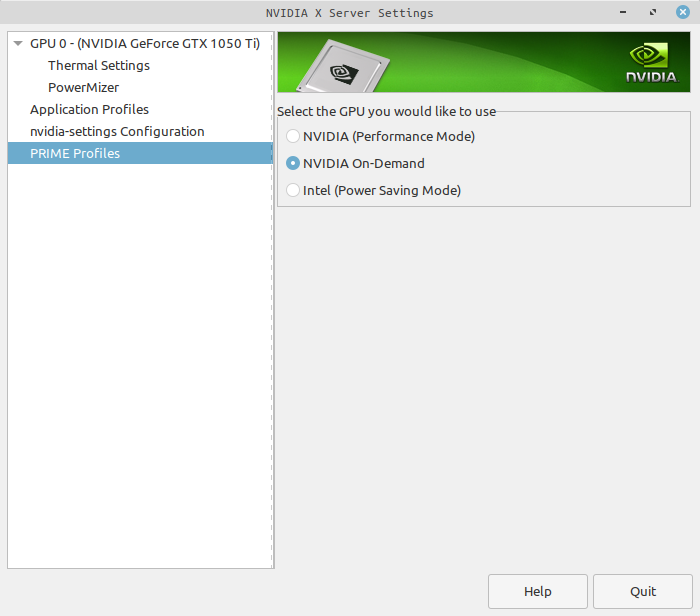 NVIDIA X Server Settings
GPU 0 - (NVIDIA GeForce GTX 1050 Ti)
Thermal Settings
PowerMizer
Application Profiles
nvidia-settings Configuration
PRIME Profiles
NVIDIA
Select the GPU you would like to use
NVIDIA (Performance Mode)
NVIDIA On-Demand
Intel (Power Saving Mode)
Help
Quit